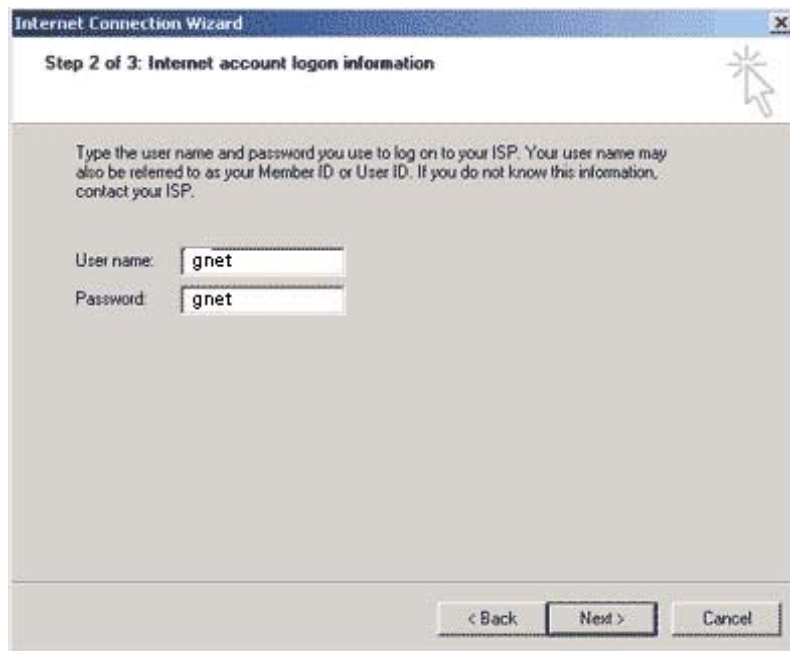 Internet Connection Wizard
Step 2 of 3: Internet account logon information
Type the user name and password you use to log on to your ISP. Your user name may
also be referred to as your Member ID or User ID. If you do not know this information,
contact your ISP.
User name: gnet
Password: gnet
< Back Next > Cancel